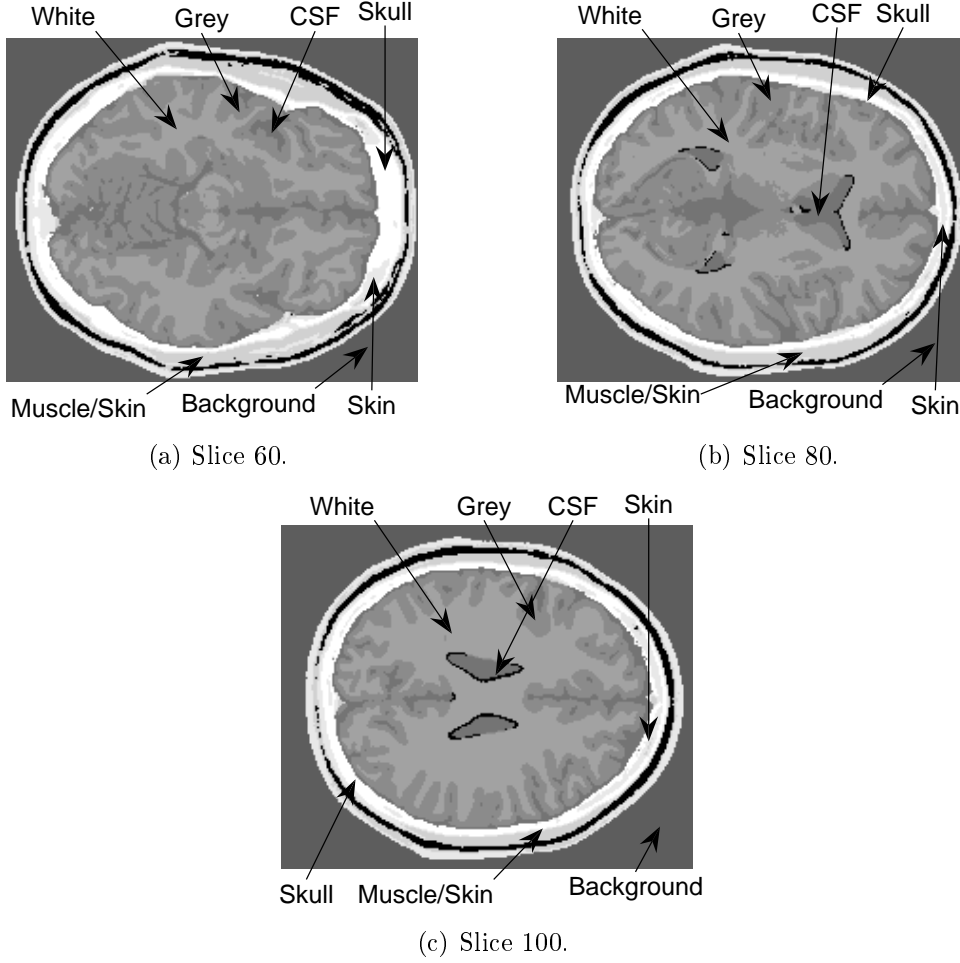 White Grey CSF Skull
Muscle/Skin Background Skin
(a) Slice 60.
White Grey CSF Skull
Muscle/Skin Background Skin
(b) Slice 80.
White Grey CSF Skin
Skull Muscle/Skin Background
(c) Slice 100.